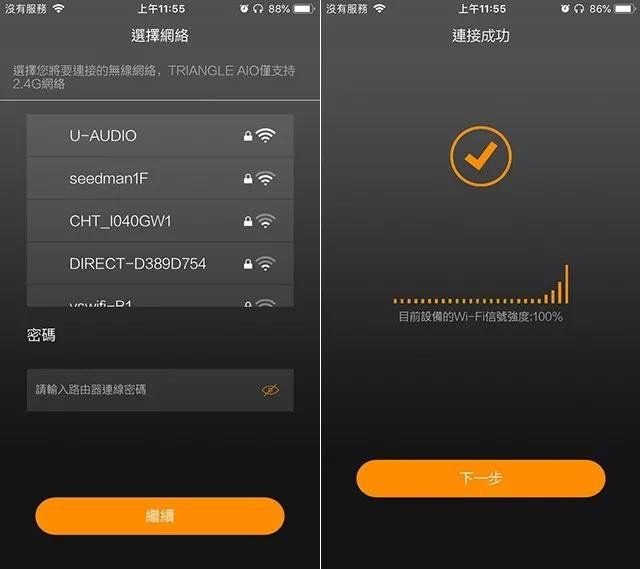 沒有服務 上午11:55 88%
選擇網絡
選擇您將要連接的無線網絡，TRIANGLE AIO僅支持
2.4G網絡
U-AUDIO
seedman1F
CHT_I040GW1
DIRECT-D389D754
密碼
請輸入路由器連線密碼
繼續
沒有服務 上午11:55 86%
連接成功
目前設備的Wi-Fi信號強度:100%
下一步